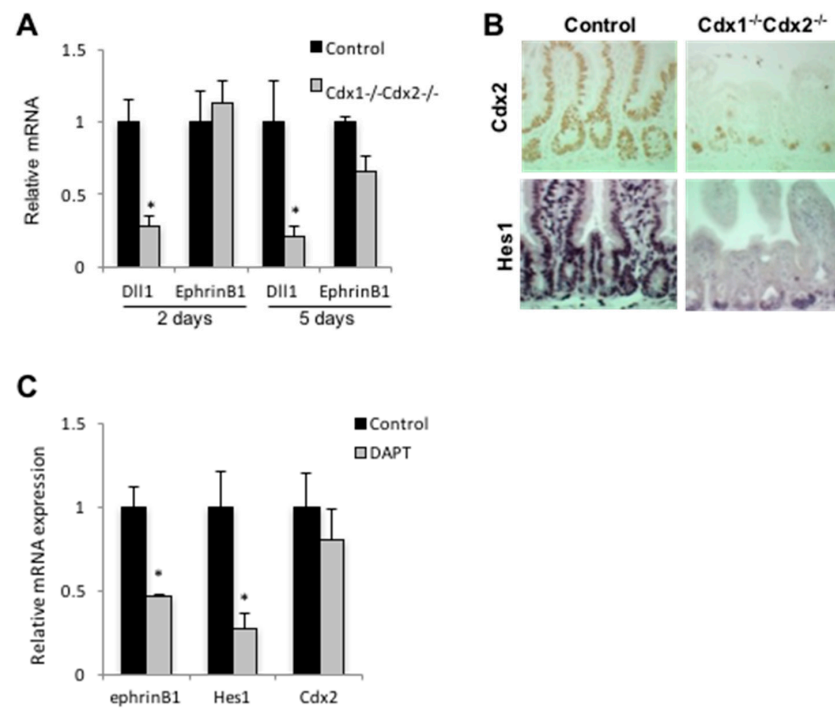 A
1.5
1
0.5
0
Relative mRNA
Control
Cdx1-/-Cdx2-/-
*
*
Dll1 EphrinB1 Dll1 EphrinB1
2 days 5 days
B
Control Cdx1-/-Cdx2-/-
Cdx2
Hes1
C
1.5
1
0.5
0
Relative mRNA expression
Control
DAPT
*
*
ephrinB1 Hes1 Cdx2